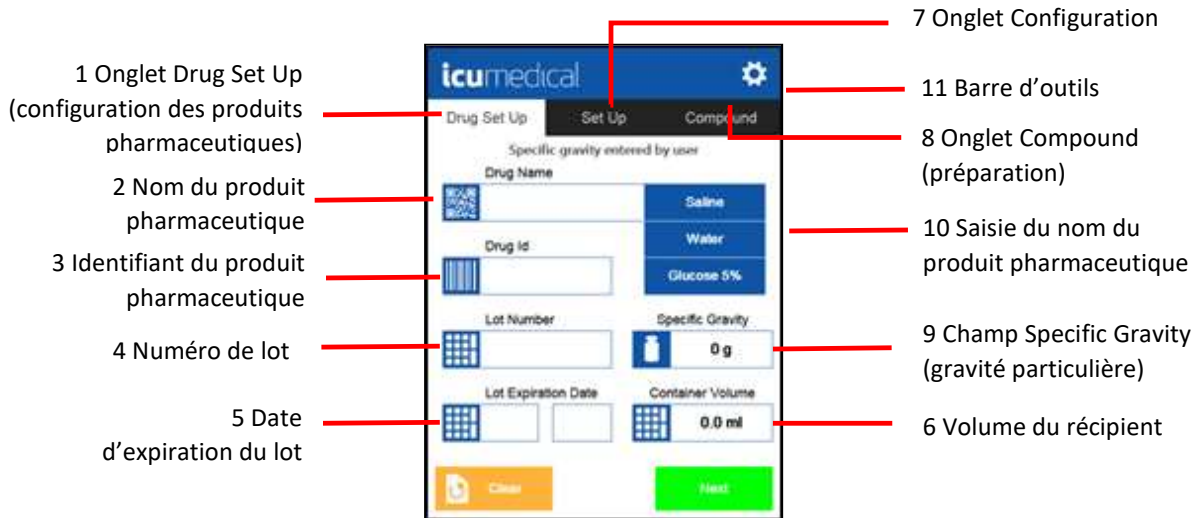 7 Onglet Configuration
1 Onglet Drug Set Up
(configuration des produits
pharmaceutiques)
2 Nom du produit
pharmaceutique
3 Identifiant du produit
pharmaceutique
4 Numéro de lot
5 Date
d’expiration du lot
icumedical
Drug Set Up Set Up Compound
Specific gravity entered by user
Drug Name
Saline
Water
Glucose 5%
Drug Id
Lot Number
Specific Gravity
0 g
Lot Expiration Date
Container Volume
0.0 ml
Clear
Next
11 Barre d’outils
8 Onglet Compound
(préparation)
10 Saisie du nom du
produit pharmaceutique
9 Champ Specific Gravity
(gravité particulière)
6 Volume du récipient